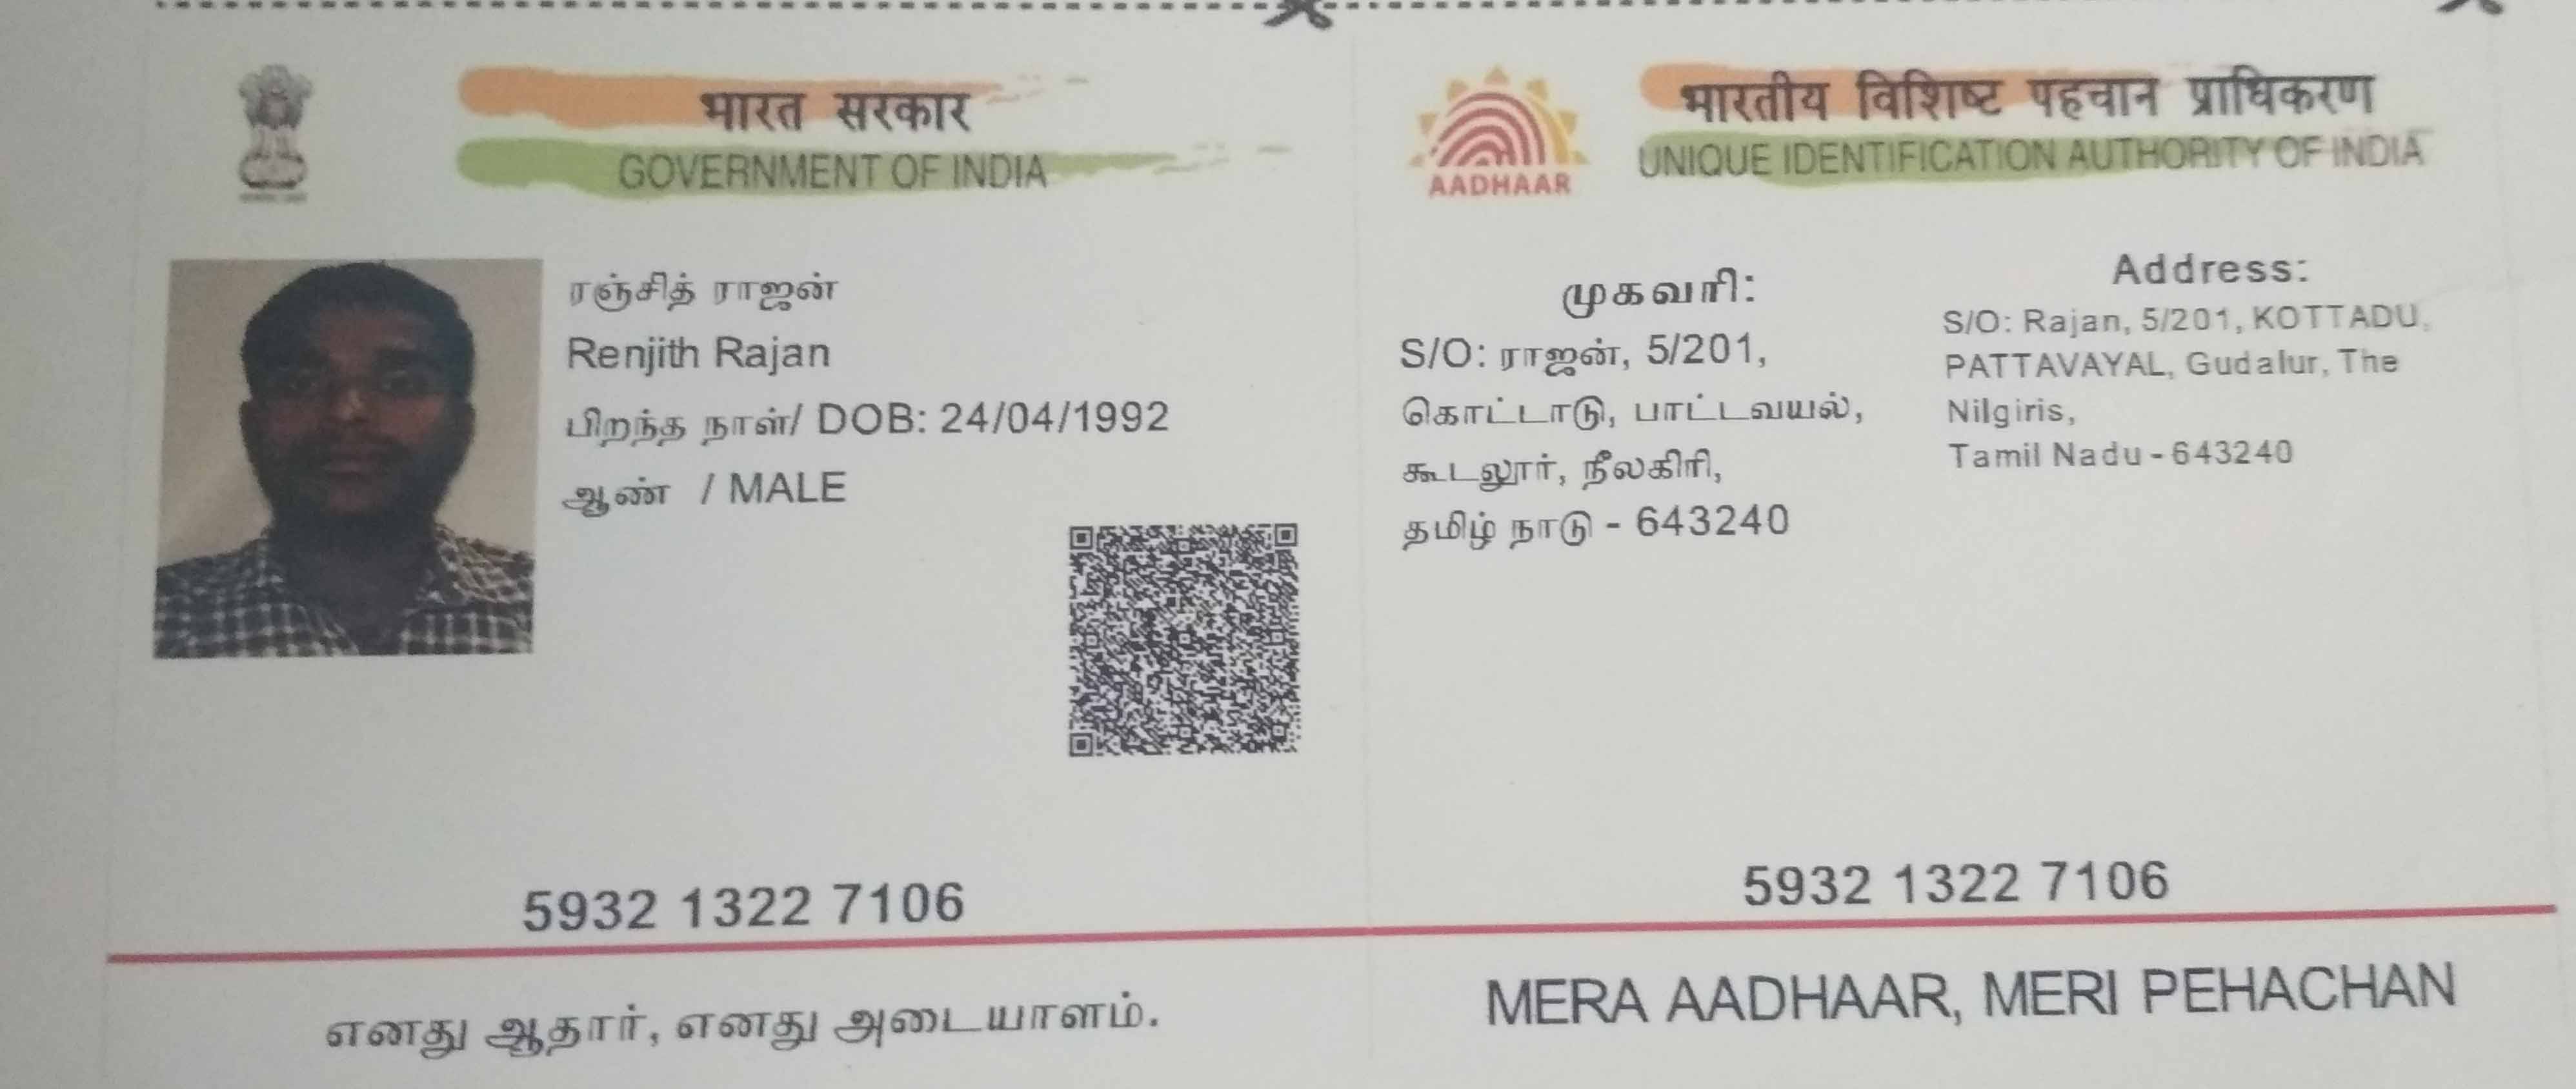 भारत सरकार
GOVERNMENT OF INDIA
ரஞ்சித் ராஜன்
Renjith Rajan
பிறந்த நாள்/ DOB: 24/04/1992
ஆண் / MALE
5932 1322 7106
எனது ஆதார், எனது அடையாளம்.
भारतीय विशिष्ट पहचान प्राधिकरण
UNIQUE IDENTIFICATION AUTHORITY OF INDIA
AADHAAR
முகவரி:
S/O: ராஜன், 5/201,
கொட்டாடு, பாட்டவயல்,
கூடலூர், நீலகிரி,
தமிழ் நாடு - 643240
Address:
S/O: Rajan, 5/201, KOTTADU,
PATTAVAYAL, Gudalur, The
Nilgiris,
Tamil Nadu - 643240
5932 1322 7106
MERA AADHAAR, MERI PEHACHAN